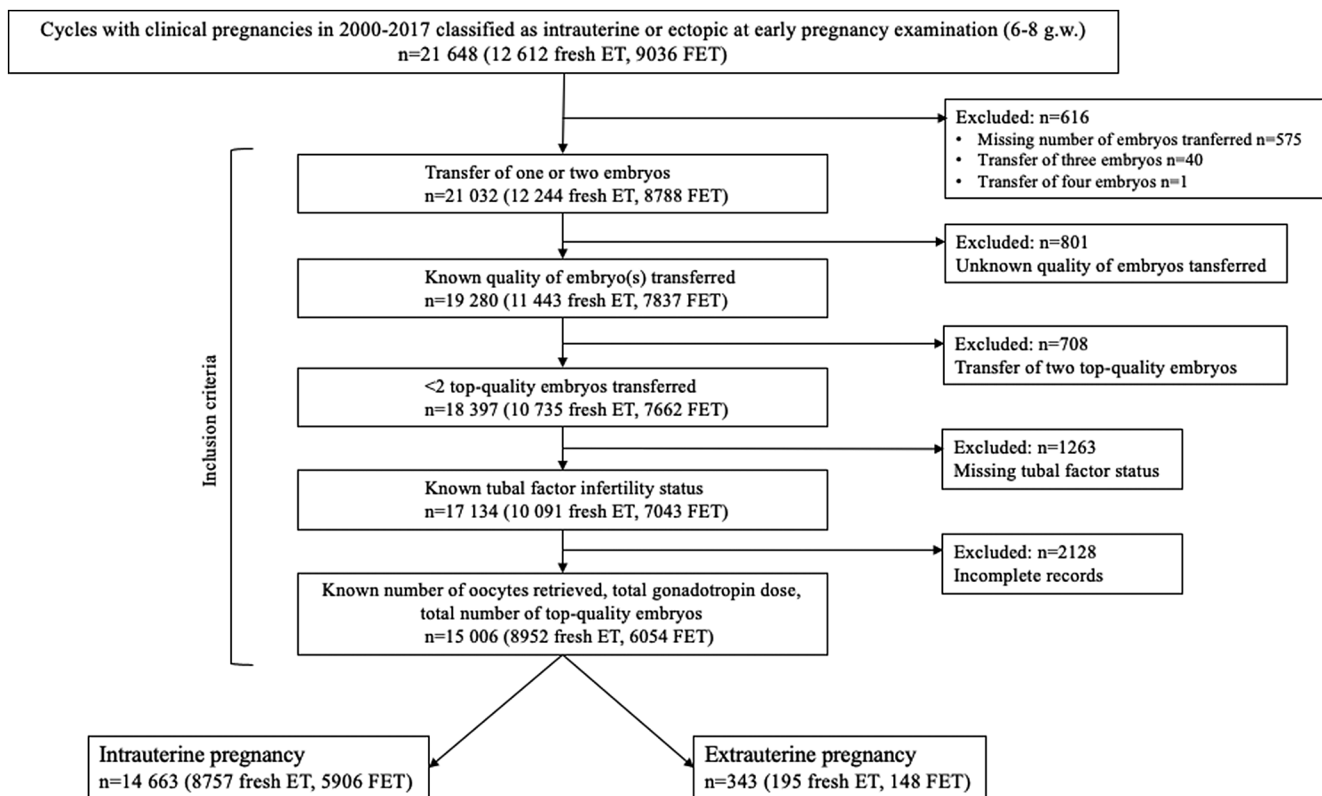 Cycles with clinical pregnancies in 2000-2017 classified as intrauterine or ectopic at early pregnancy examination (6-8 g.w.)
n=21 648 (12 612 fresh ET, 9036 FET)
Excluded: n=616
• Missing number of embryos tranferred n=575
• Transfer of three embryos n=40
• Transfer of four embryos n=1
Inclusion criteria
Transfer of one or two embryos
n=21 032 (12 244 fresh ET, 8788 FET)
Excluded: n=801
Unknown quality of embryos tansferred
Known quality of embryo(s) transferred
n=19 280 (11 443 fresh ET, 7837 FET)
Excluded: n=708
Transfer of two top-quality embryos
<2 top-quality embryos transferred
n=18 397 (10 735 fresh ET, 7662 FET)
Excluded: n=1263
Missing tubal factor status
Known tubal factor infertility status
n=17 134 (10 091 fresh ET, 7043 FET)
Excluded: n=2128
Incomplete records
Known number of oocytes retrieved, total gonadotropin dose,
total number of top-quality embryos
n=15 006 (8952 fresh ET, 6054 FET)
Intrauterine pregnancy
n=14 663 (8757 fresh ET, 5906 FET)
Extrauterine pregnancy
n=343 (195 fresh ET, 148 FET)